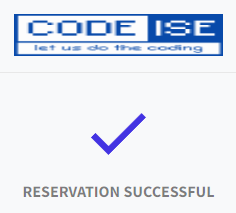 CODE ISE
let us do the coding
RESERVATION SUCCESSFUL